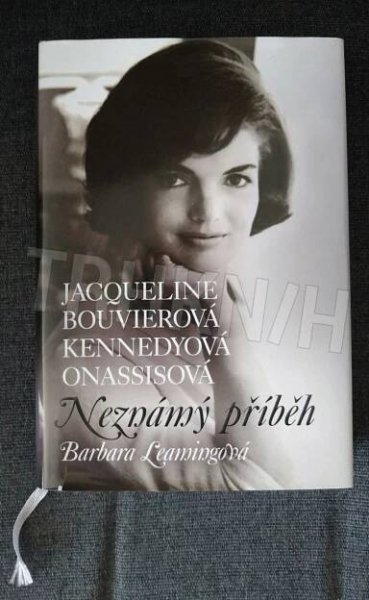 JACQUELINE
BOUVIEROVÁ
KENNEDYOVÁ
ONASSISOVÁ
Neznámý příběh
Barbara Leamingová